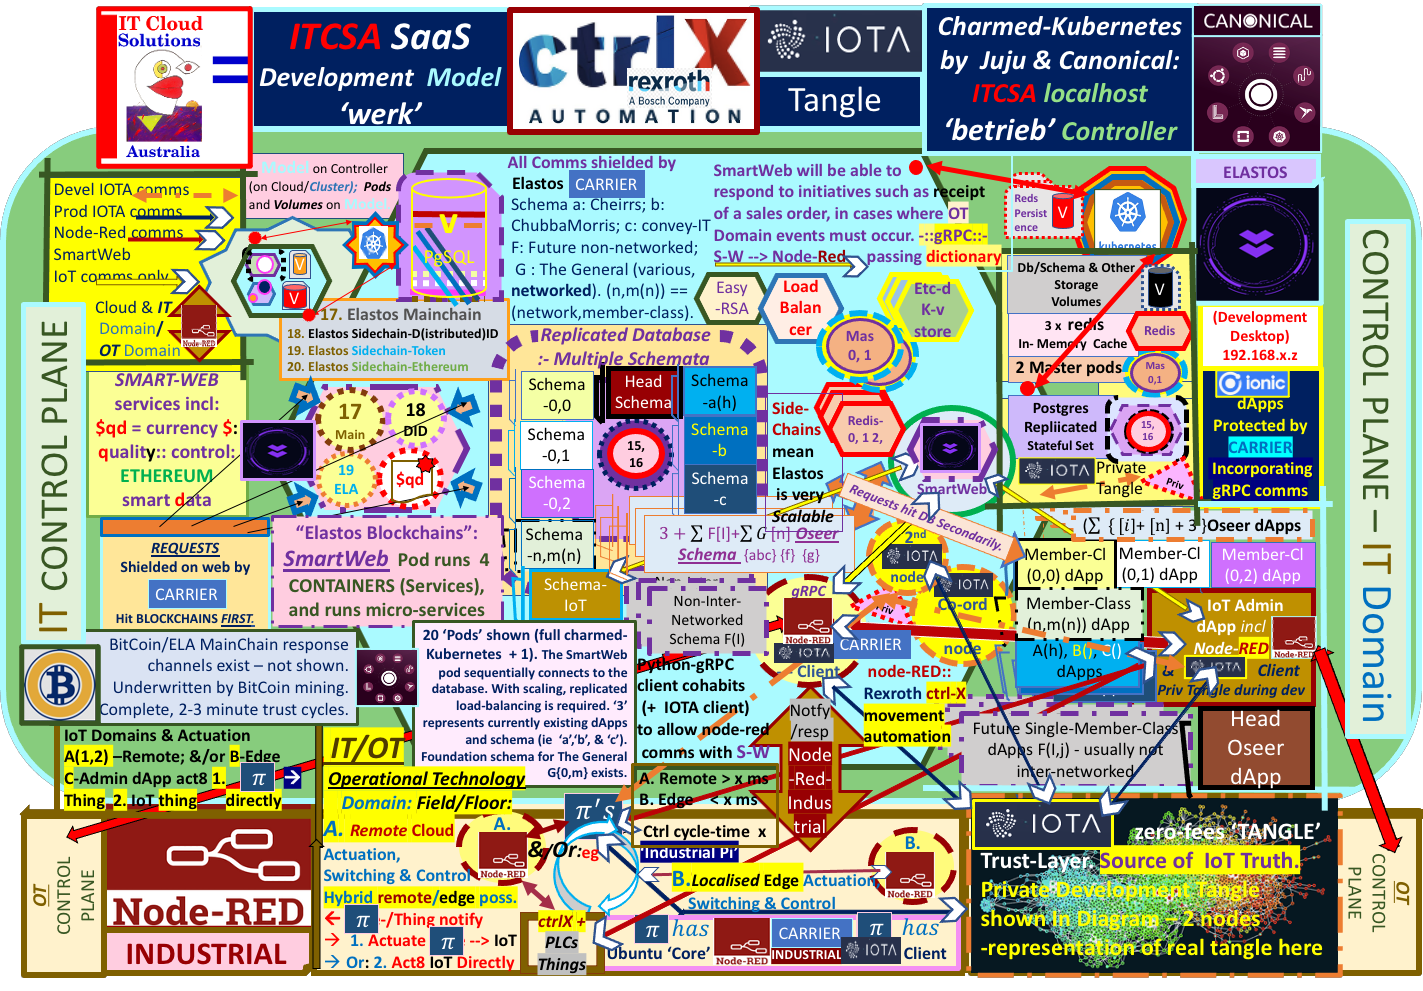 IT Cloud
Solutions
Australia
ITCSA SaaS
Development Model
‘werk’
ctrlX
rexroth
A Bosch Company
AUTOMATION
IOTA
Tangle
Charmed-Kubernetes
by Juju & Canonical:
ITCSA localhost
‘betrieb’ Controller
CANONICAL
IT CONTROL PLANE
Devel IOTA comms
Prod IOTA comms
Node-Red comms
SmartWeb
IoT comms only
Cloud & IT
Domain/
OT Domain
Node-RED
Model on Controller
(on Cloud/Cluster); Pods
and Volumes on Model
V
V
V
PgSQL
17. Elastos Mainchain
18. Elastos Sidechain-D(istributed)ID
19. Elastos Sidechain-Token
20. Elastos Sidechain-Ethereum
All Comms shielded by
Elastos CARRIER
Schema a: Cheirrs; b:
ChubbaMorris; c: convey-IT
F: Future non-networked;
G : The General (various,
networked). (n,m(n)) ==
(network,member-class).
SmartWeb will be able to
respond to initiatives such as receipt
of a sales order, in cases where OT
Domain events must occur. -::gRPC::-
S-W --> Node-Red passing dictionary
Reds
Persist
ence
V
kubernetes
ELASTOS
Easy
-RSA
Load
Balan
cer
Etc-d
K-v
store
Mas
0, 1
Redis-
0, 1 2,
SmartWeb
Db/Schema & Other
Storage
Volumes
V
3 x redis
In- Memory Cache
Redis
2 Master pods
Mas
0,1
Postgres
Repliicated
Stateful Set
15,
16
IOTA Private
Tangle
Priv
(Development
Desktop)
192.168.x.z
ionic
dApps
Protected by
CARRIER
Incorporating
gRPC comms
CONTROL PLANE – IT Domain
SMART-WEB
services incl:
$qd = currency $:
quality:: control:
ETHEREUM
smart data
17
Main
18
DID
19
ELA
$qd
Replicated Database
:- Multiple Schemata
Schema
-0,0
Schema
-0,1
Schema
-0,2
Schema
-n,m(n)
Schema-
IoT
Head
Schema
15,
16
Schema
-a(h)
Schema
-b
Schema
-c
Side-
Chains
mean
Elastos
is very
Scalable
3 + ∑ F[I]+∑ G [n] Oseer
Schema {abc} {f} {g}
Requests hit Db Secondarily.
REQUESTS
Shielded on web by
CARRIER
Hit BLOCKCHAINS FIRST.
“Elastos Blockchains”:
SmartWeb Pod runs 4
CONTAINERS (Services),
and runs micro-services
Non-Inter-
Networked
Schema F(I)
gRPC
Node-RED
IOTA
Client
2nd
IOTA
node
IOTA
Co-ord
node
Priv
CARRIER
(∑ { [i]+ [n] + 3 }Oseer dApps
Member-Cl
(0,0) dApp
Member-Cl
(0,1) dApp
Member-Cl
(0,2) dApp
Member-Class
(n,m(n)) dApp
A(h), B(), C()
dApps
IoT Admin
dApp incl
Node-RED
& IOTA Client
Priv Tangle during dev
Node-RED
BitCoin/ELA MainChain response
channels exist – not shown.
Underwritten by BitCoin mining.
Complete, 2-3 minute trust cycles.
20 ‘Pods’ shown (full charmed-
Kubernetes + 1). The SmartWeb
pod sequentially connects to the
database. With scaling, replicated
load-balancing is required. ‘3’
represents currently existing dApps
and schema (ie ‘a’,‘b’, & ‘c’).
Foundation schema for The General
G{0,m} exists.
Python-gRPC
client cohabits
(+ IOTA client)
to allow node-red
comms with S-W
Notfy
/resp
Node
-Red-
Indus
trial
node-RED::
Rexroth ctrl-X
movement
automation
Future Single-Member-Class
dApps F(I,j) - usually not
inter-networked
Head
Oseer
dApp
IoT Domains & Actuation
A(1,2) –Remote; &/or B-Edge
C-Admin dApp act8 1. π →
Thing 2. IoT thing directly
IT/OT
Operational Technology
Domain: Field/Floor:
A. Remote Cloud
Actuation,
Switching & Control
Hybrid remote/edge poss.
← π -/Thing notify
→ 1. Actuate π --> IoT
→ Or: 2. Act8 IoT Directly
A.
Node-RED
π's
&/Or:eg
ctrlX +
PLCs
Things
A. Remote > x ms
B. Edge < x ms
Ctrl cycle-time x
‘Industrial Pi’
B.Localised Edge Actuation,
Switching & Control
B.
Node-RED
π has
Ubuntu ‘Core’
Node-RED
CARRIER
INDUSTRIAL
π has
IOTA Client
OT
CONTROL
PLANE
Node-RED
INDUSTRIAL
IOTA
zero-fees ‘TANGLE’
Trust-Layer. Source of IoT Truth.
Private Development Tangle
shown in Diagram – 2 nodes
-representation of real tangle here
OT
CONTROL
PLANE